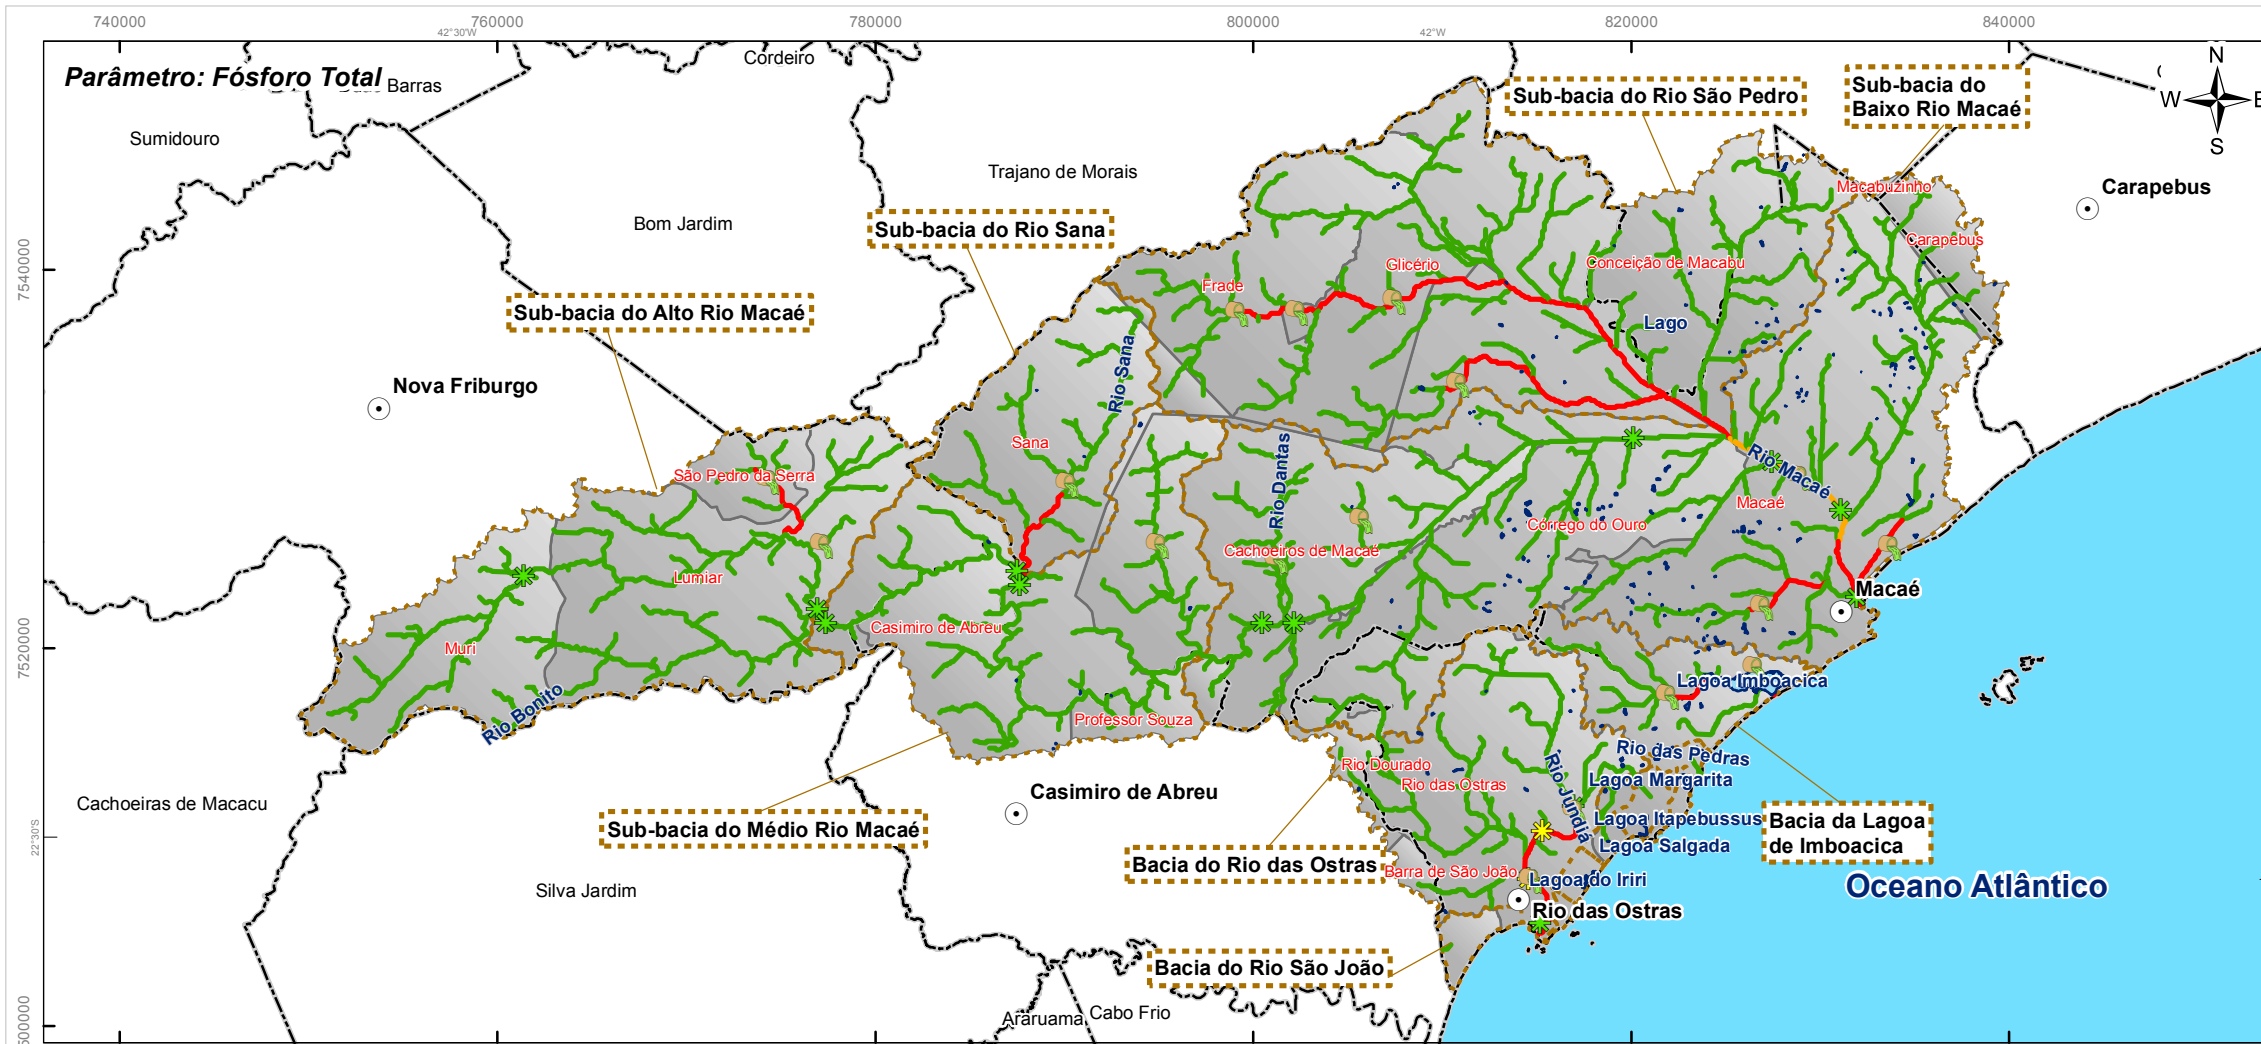 740000
760000
780000
800000
820000
840000
42°30'W
42°W
Parâmetro: Fósforo Total
Barras
Cordeiro
Sumidouro
Bom Jardim
Trajano de Morais
Sub-bacia do Rio São Pedro
Sub-bacia do
Baixo Rio Macaé
N
W
E
S
Carapebus
Macabuzinho
Carapebus
Sub-bacia do Rio Sana
7540000
Conceição de Macabu
Glicério
Frade
Sub-bacia do Alto Rio Macaé
Lago
Rio Sana
Nova Friburgo
Sana
São Pedro da Serra
Rio Dantas
Rio Macaé
Macaé
Córrego do Ouro
Cachoeiros de Macaé
Lumiar
Macaé
Casimiro de Abreu
Muri
7520000
Rio Bonito
Lagoa Imboacica
Professor Souza
Rio das Pedras
Rio Dourado
Rio das Ostras
Rio Jundiá
Lagoa Margarita
Casimiro de Abreu
Cachoeiras de Macacu
Sub-bacia do Médio Rio Macaé
Lagoa Itapebussus
Bacia da Lagoa
de Imboacica
22°30'S
Lagoa Salgada
Bacia do Rio das Ostras
Barra de São João
Lagoa do Iriri
Oceano Atlântico
Silva Jardim
Rio das Ostras
Bacia do Rio São João
Araruama
Cabo Frio